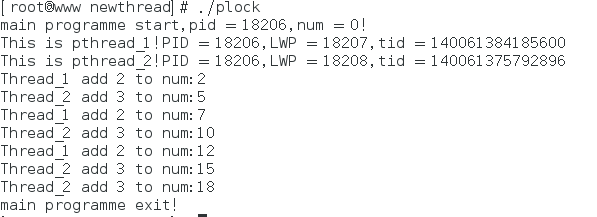 [root@www newthread]# ./plock
main programme start,pid =18206,num =0!
This is pthread_1!PID =18206,LWP =18207,tid =140061384185600
This is pthread_2!PID =18206,LWP =18208,tid =140061375792896
Thread_1 add 2 to num:2
Thread_2 add 3 to num:5
Thread_1 add 2 to num:7
Thread_2 add 3 to num:10
Thread_1 add 2 to num:12
Thread_2 add 3 to num:15
Thread_2 add 3 to num:18
main programme exit!